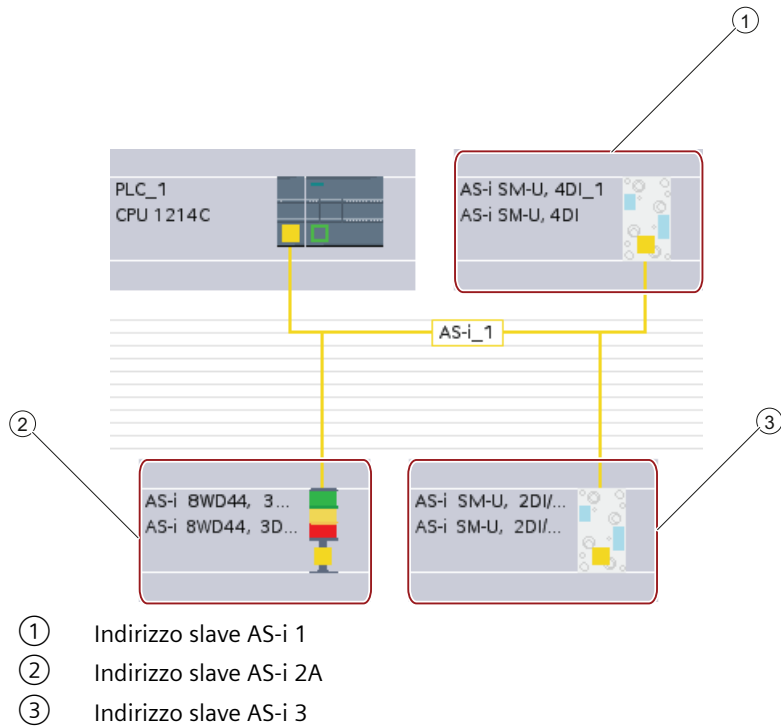 ①
PLC_1
CPU 1214C
AS-i SM-U, 4DI_1
AS-i SM-U, 4DI
AS-i_1
②
③
AS-i 8WD44, 3...
AS-i 8WD44, 3D...
AS-i SM-U, 2DI/...
AS-i SM-U, 2DI/...
① Indirizzo slave AS-i 1
② Indirizzo slave AS-i 2A
③ Indirizzo slave AS-i 3